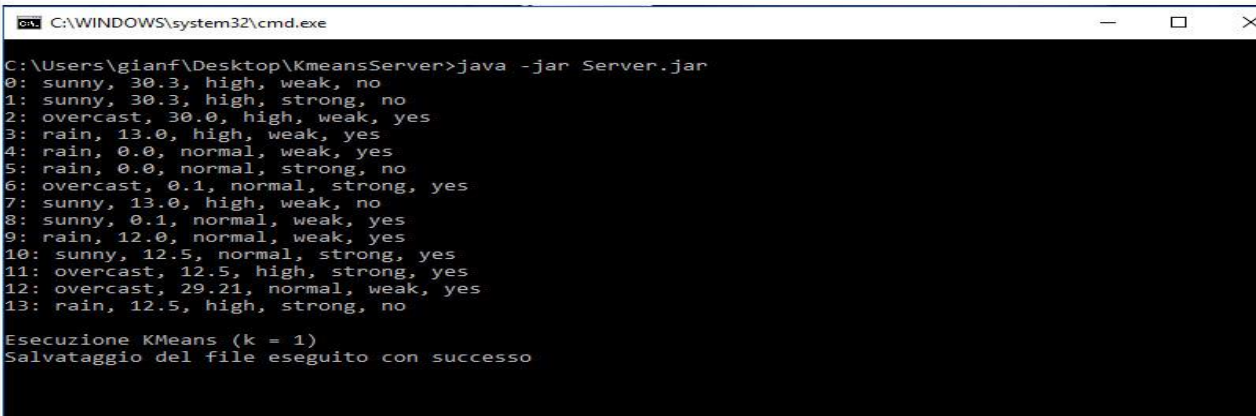 C:\WINDOWS\system32\cmd.exe
C:\Users\gianf\Desktop\KmeansServer>java -jar Server.jar
0: sunny, 30.3, high, weak, no
1: sunny, 30.3, high, strong, no
2: overcast, 30.0, high, weak, yes
3: rain, 13.0, high, weak, yes
4: rain, 0.0, normal, weak, yes
5: rain, 0.0, normal, strong, no
6: overcast, 0.1, normal, strong, yes
7: sunny, 13.0, high, weak, no
8: sunny, 0.1, normal, weak, yes
9: rain, 12.0, normal, weak, yes
10: sunny, 12.5, normal, strong, yes
11: overcast, 12.5, high, strong, yes
12: overcast, 29.21, normal, weak, yes
13: rain, 12.5, high, strong, no
Esecuzione KMeans (k = 1)
Salvataggio del file eseguito con successo